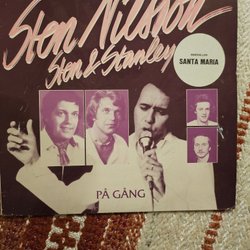 Sten Nilsson
Sten & Stanley
SANTA MARIA
PÅ GÅNG